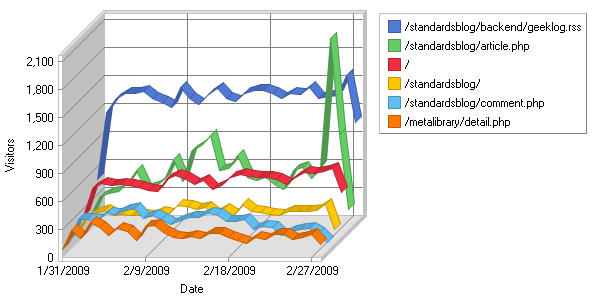 2,100
1,800
1,500
1,200
900
600
300
0
Visitors
1/31/2009
2/9/2009
2/18/2009
2/27/2009
Date
/standardsblog/backend/geeklog.rss
/standardsblog/article.php
/
/standardsblog/
/standardsblog/comment.php
/metalibrary/detail.php